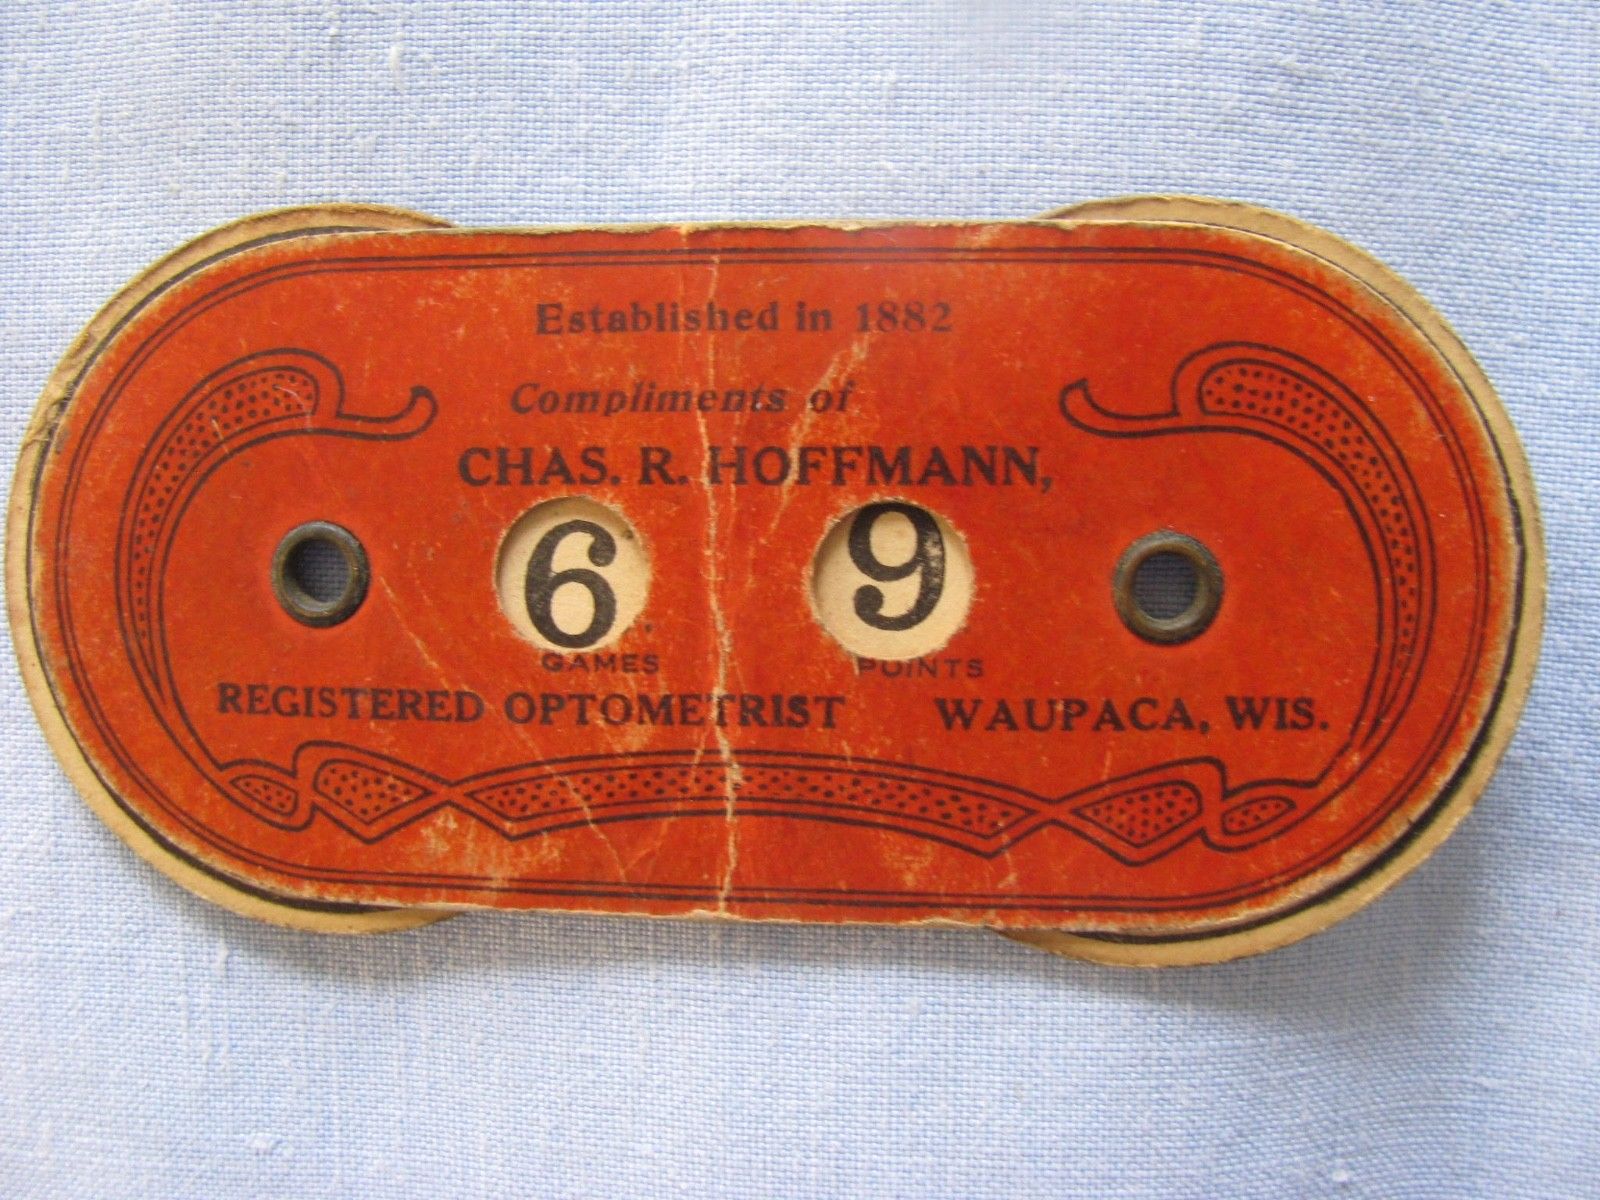 Established in 1882
Compliments of
CHAS. R. HOFFMANN,
6 9
GAMES POINTS
REGISTERED OPTOMETRIST WAUPACA, WIS.